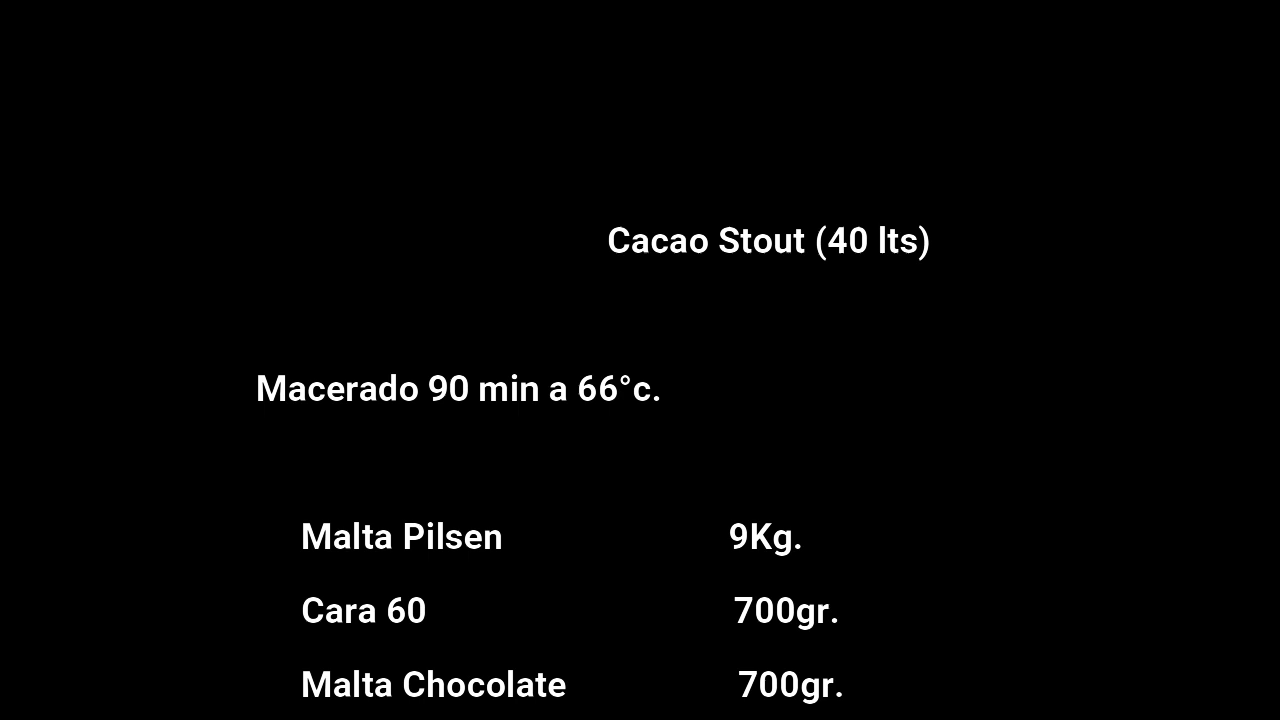 Cacao Stout (40 lts)
Macerado 90 min a 66°c.
Malta Pilsen 9Kg.
Cara 60 700gr.
Malta Chocolate 700gr.